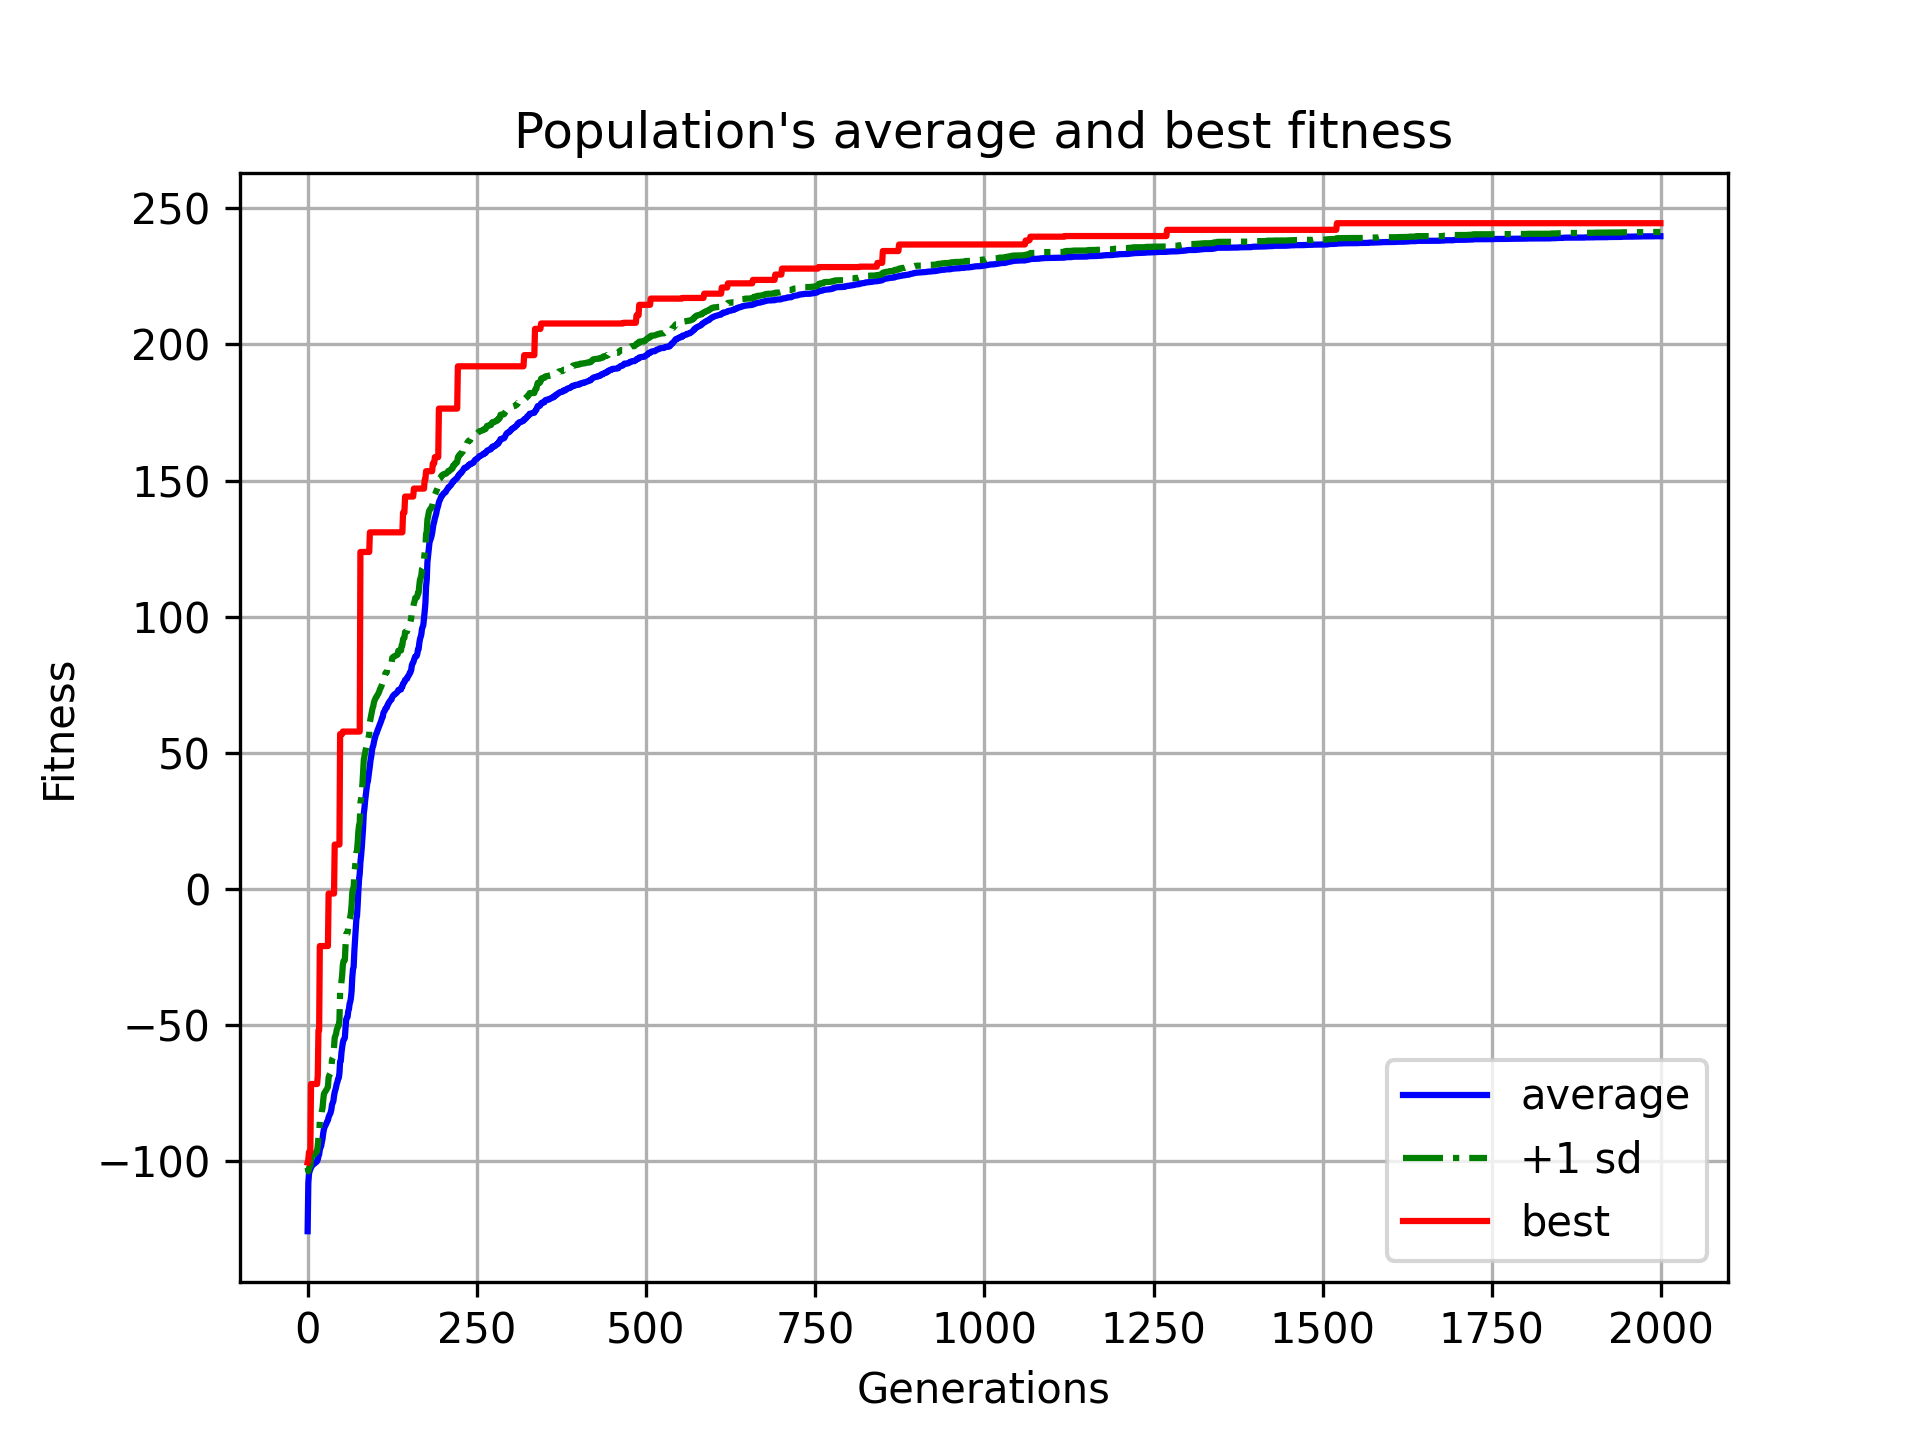 Population's average and best fitness
250
200
150
100
50
0
−50
−100
Fitness
average
+1 sd
best
0 250 500 750 1000 1250 1500 1750 2000
Generations